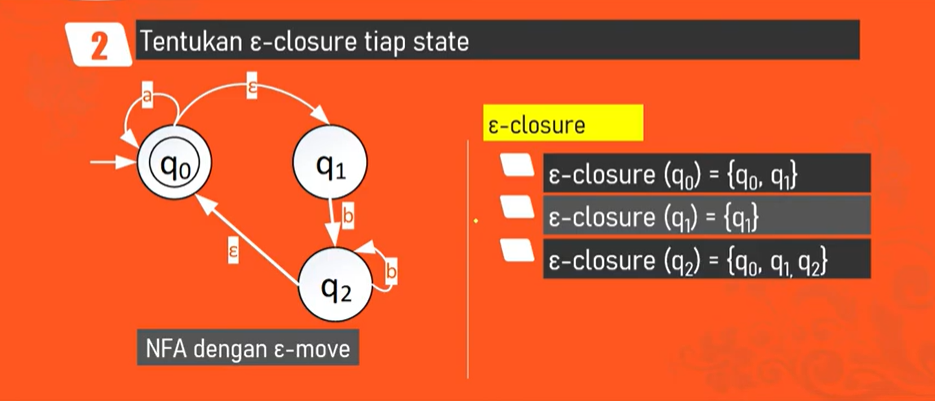 2
Tentukan ε-closure tiap state
a
ε
q₀
q₁
b
ε
b
q₂
NFA dengan ε-move
ε-closure
ε-closure (q₀) = {q₀, q₁}
ε-closure (q₁) = {q₁}
ε-closure (q₂) = {q₀, q₁, q₂}